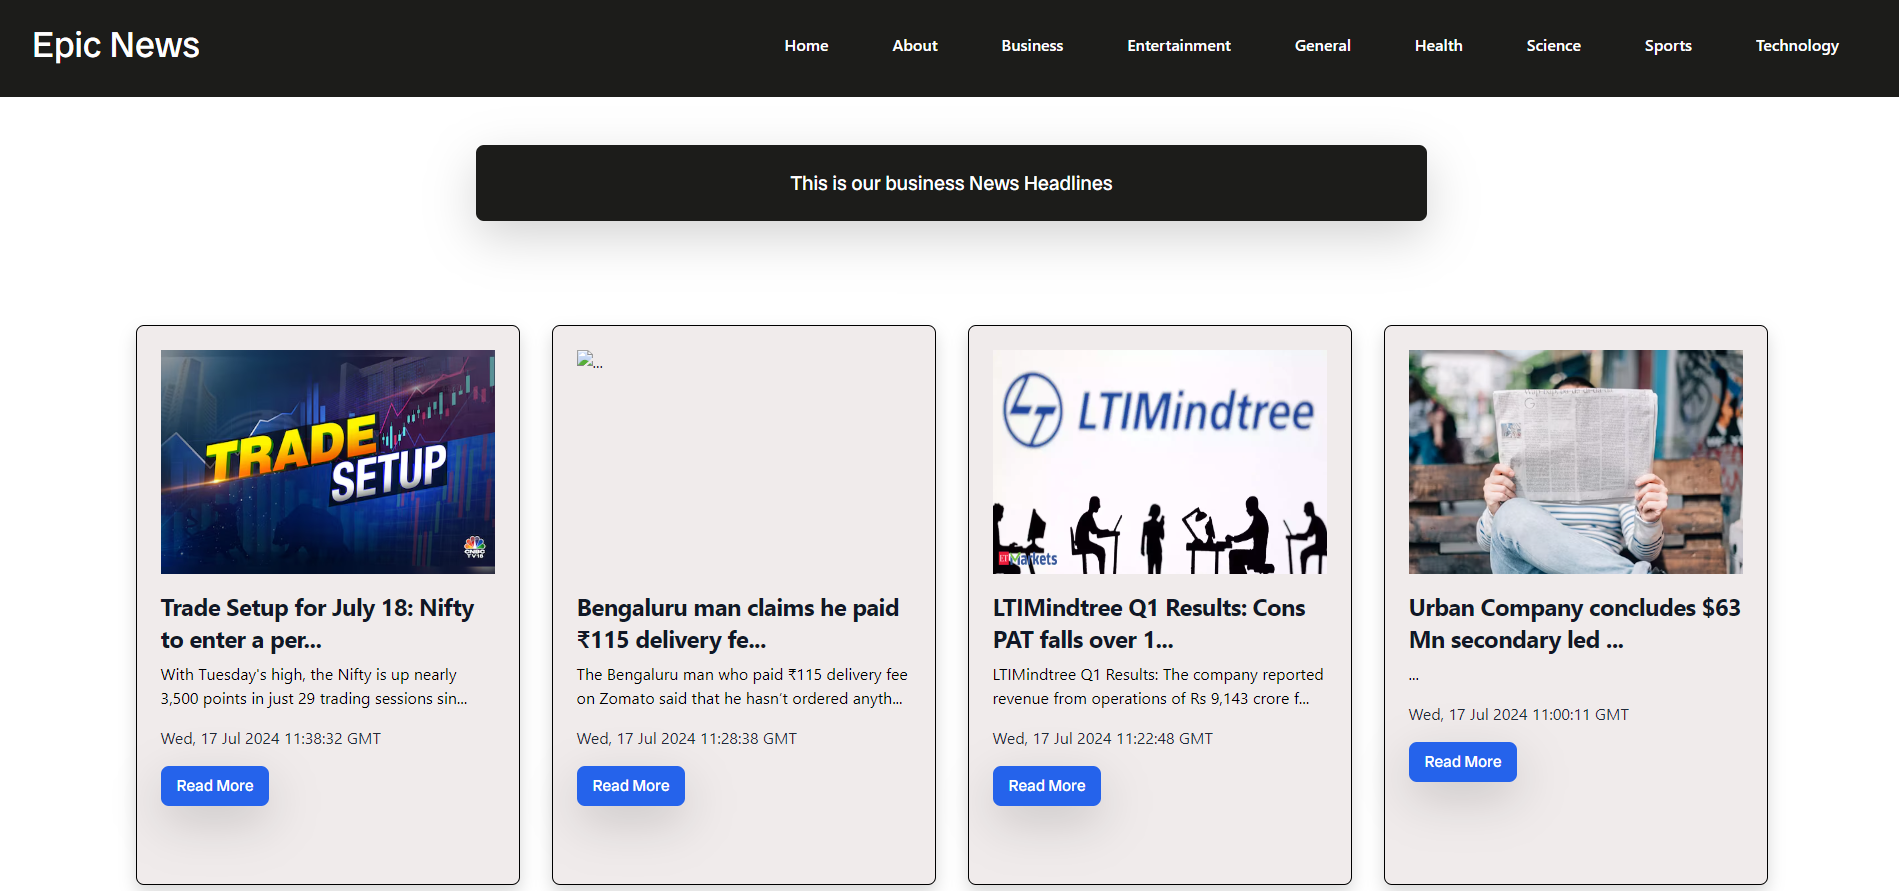 Epic News
Home About Business Entertainment General Health Science Sports Technology
This is our business News Headlines
TRADE
SETUP
CNBC
TV18
Trade Setup for July 18: Nifty
to enter a per...
With Tuesday's high, the Nifty is up nearly
3,500 points in just 29 trading sessions sin...
Wed, 17 Jul 2024 11:38:32 GMT
Read More
...
Bengaluru man claims he paid
₹115 delivery fe...
The Bengaluru man who paid ₹115 delivery fee
on Zomato said that he hasn't ordered anyth...
Wed, 17 Jul 2024 11:28:38 GMT
Read More
LTIMindtree
ET Markets
LTIMindtree Q1 Results: Cons
PAT falls over 1...
LTIMindtree Q1 Results: The company reported
revenue from operations of Rs 9,143 crore f...
Wed, 17 Jul 2024 11:22:48 GMT
Read More
Urban Company concludes $63
Mn secondary led ...
...
Wed, 17 Jul 2024 11:00:11 GMT
Read More